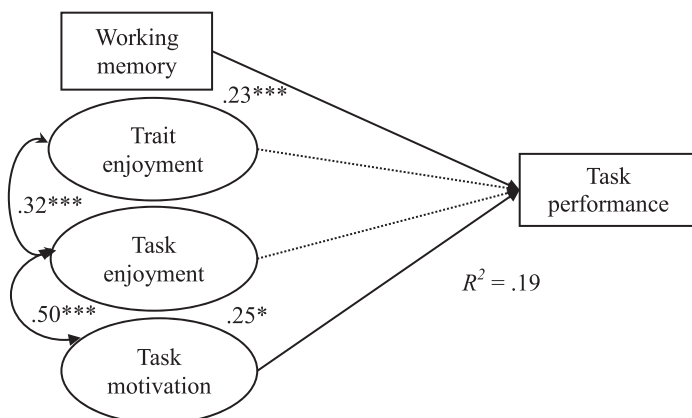 Working
memory
.23***
Trait
enjoyment
.32***
Task
enjoyment
Task
performance
R² = .19
.50***
.25*
Task
motivation